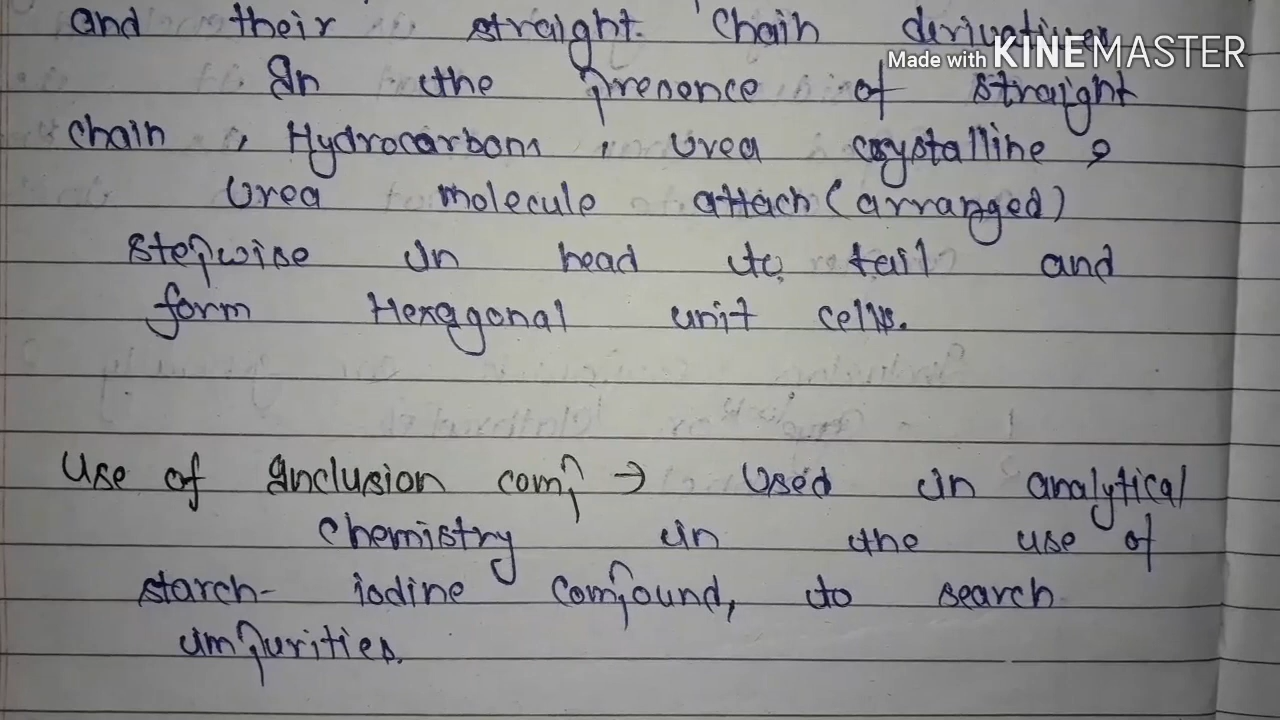 and their straight chain derivatives
Made with KINEMASTER
In the presence of straight
chain, Hydrocarbons, urea crystalline,
Urea molecule attach (arranged)
stepwise in head to tail and
form Hexagonal unit cells.
Use of Inclusion comp → Used in analytical
chemistry in the use of
starch- iodine compound, to search
impurities.